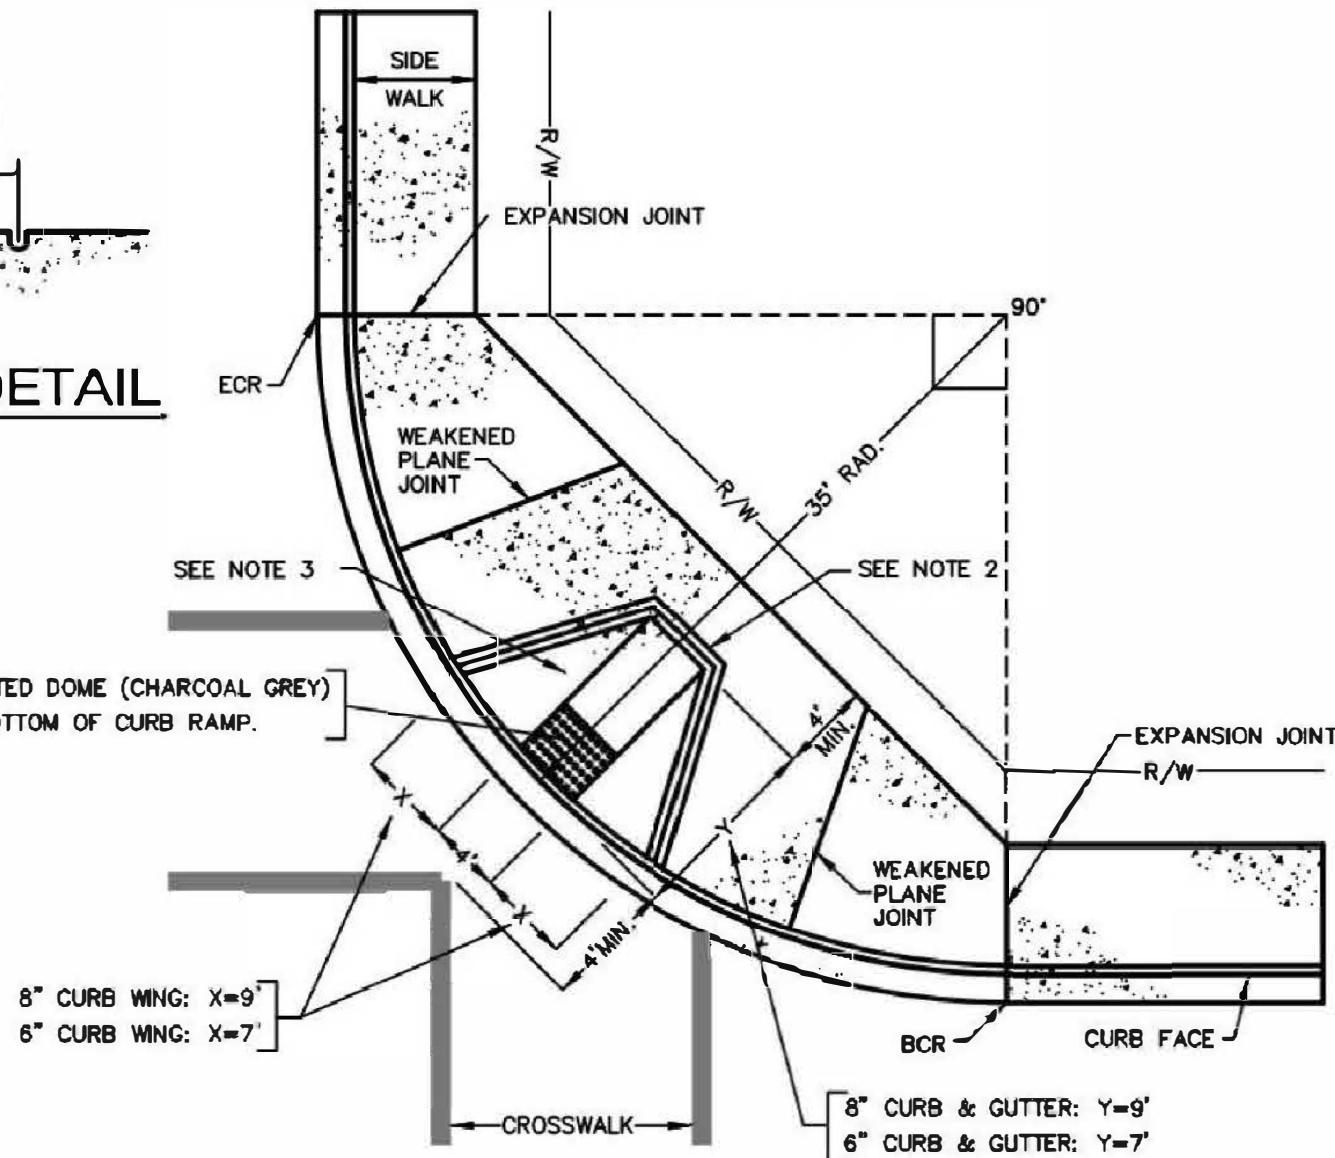 SIDE
WALK
R/W
EXPANSION JOINT
90°
DETAIL
ECR
WEAKENED
PLANE
JOINT
35' RAD.
R/W
SEE NOTE 3
SEE NOTE 2
DOME (CHARCOAL GREY)
OF CURB RAMP.
4'
MIN.
EXPANSION JOINT
R/W
X
4'
X
Y
4' MIN.
WEAKENED
PLANE
JOINT
8" CURB WING: X=9'
6" CURB WING: X=7'
BCR
CURB FACE
CROSSWALK
8" CURB & GUTTER: Y=9'
6" CURB & GUTTER: Y=7'